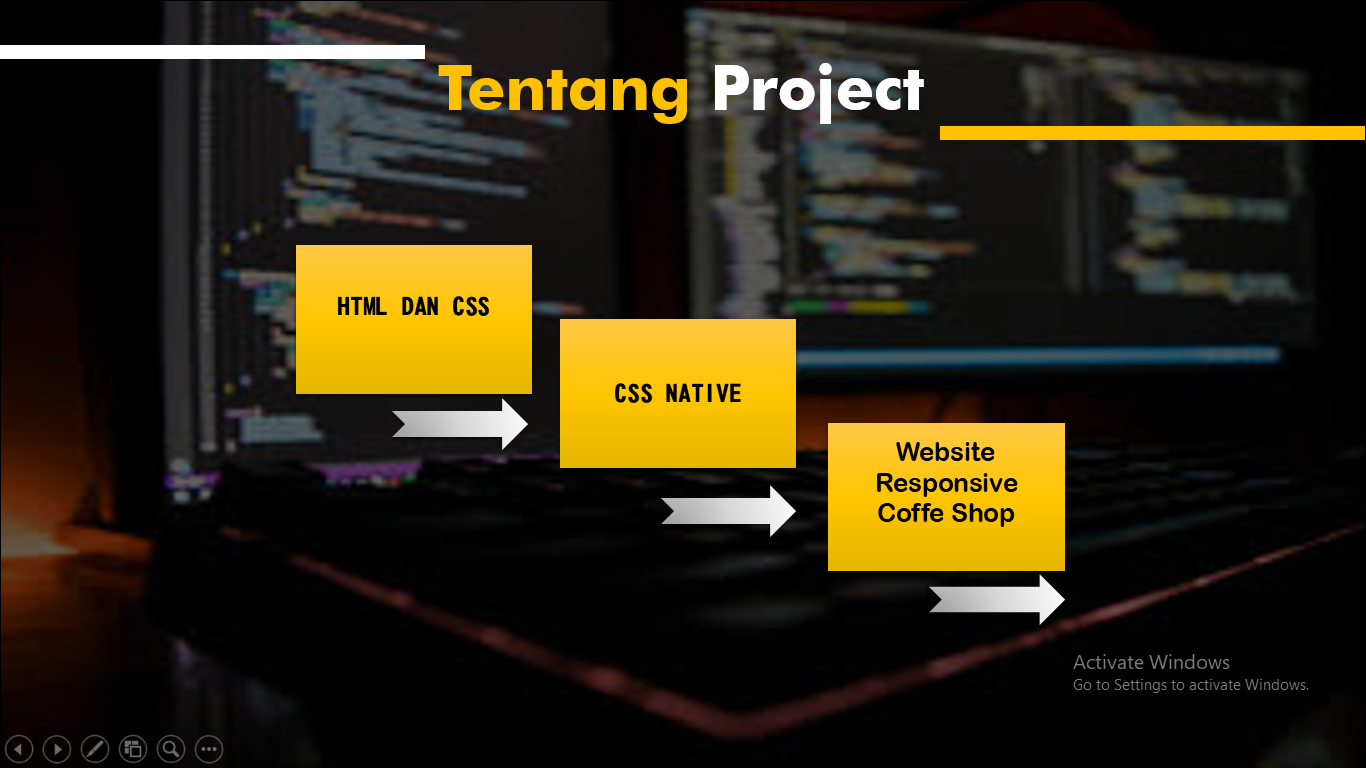 Tentang Project
HTML DAN CSS
CSS NATIVE
Website
Responsive
Coffe Shop
Activate Windows
Go to Settings to activate Windows.